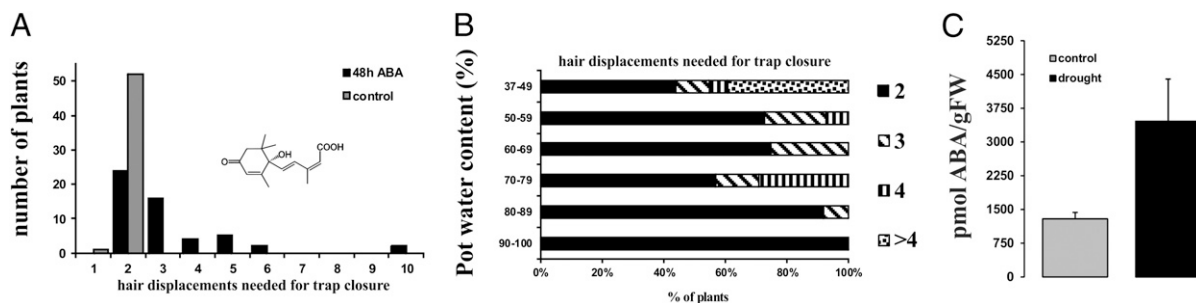 A
number of plants
50
40
30
20
10
0
48h ABA
control
O
OH
COOH
1 2 3 4 5 6 7 8 9 10
hair displacements needed for trap closure
B
hair displacements needed for trap closure
Pot water content (%)
37-49
50-59
60-69
70-79
80-89
90-100
0% 20% 40% 60% 80% 100%
% of plants
2
3
4
>4
C
pmol ABA/gFW
5250
4500
3750
3000
2250
1500
750
0
control
drought